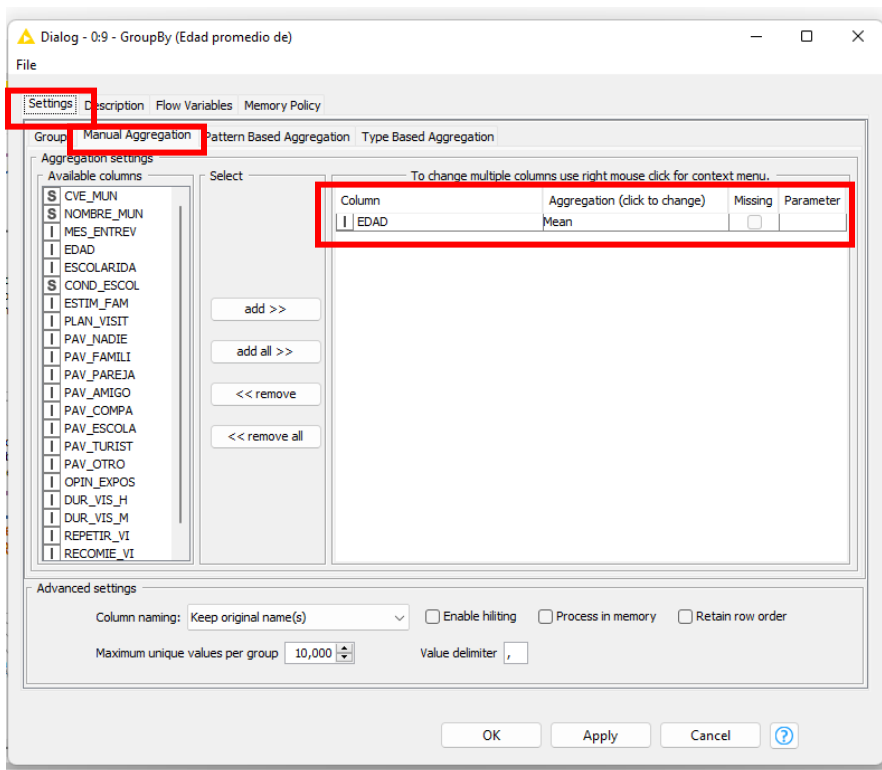 Dialog - 0:9 - GroupBy (Edad promedio de)
File
Settings Description Flow Variables Memory Policy
Group Manual Aggregation Pattern Based Aggregation Type Based Aggregation
Aggregation settings
Available columns
S CVE_MUN
S NOMBRE_MUN
I MES_ENTREV
I EDAD
I ESCOLARIDA
S COND_ESCOL
I ESTIM_FAM
I PLAN_VISIT
I PAV_NADIE
I PAV_FAMILI
I PAV_PAREJA
I PAV_AMIGO
I PAV_COMPA
I PAV_ESCOLA
I PAV_TURIST
I PAV_OTRO
I OPIN_EXPOS
I DUR_VIS_H
I DUR_VIS_M
I REPETIR_VI
I RECOMIE_VI
Select
add >>
add all >>
<< remove
<< remove all
To change multiple columns use right mouse click for context menu.
Column Aggregation (click to change) Missing Parameter
I EDAD Mean
Advanced settings
Column naming: Keep original name(s) Enable hiliting Process in memory Retain row order
Maximum unique values per group 10,000 Value delimiter ,
OK Apply Cancel ?